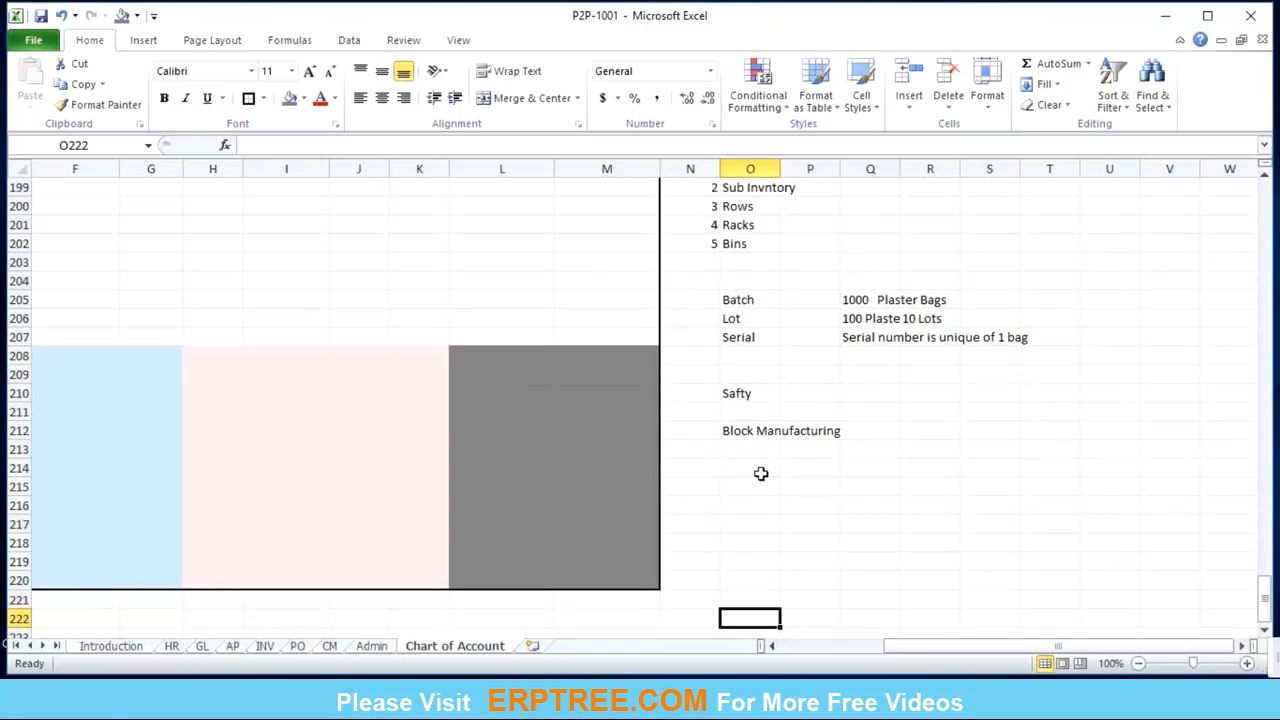 P2P-1001 - Microsoft Excel
File Home Insert Page Layout Formulas Data Review View
Paste
Cut
Copy
Format Painter
Clipboard
Calibri 11
B I U
Font
Wrap Text
Merge & Center
Alignment
General
$ % ,
Number
Conditional Formatting
Format as Table
Cell Styles
Styles
Insert
Delete
Format
Cells
AutoSum
Fill
Clear
Sort & Filter
Find & Select
Editing
O222 fx
F G H I J K L M N O P Q R S T U V W
199 2 Sub Invntory
200 3 Rows
201 4 Racks
202 5 Bins
203
204
205 Batch 1000 Plaster Bags
206 Lot 100 Plaste 10 Lots
207 Serial Serial number is unique of 1 bag
208
209
210 Safty
211
212 Block Manufacturing
213
214
215
216
217
218
219
220
221
222
223
Introduction HR GL AP INV PO CM Admin Chart of Account
Ready 100%
Please Visit ERPTREE.COM For More Free Videos